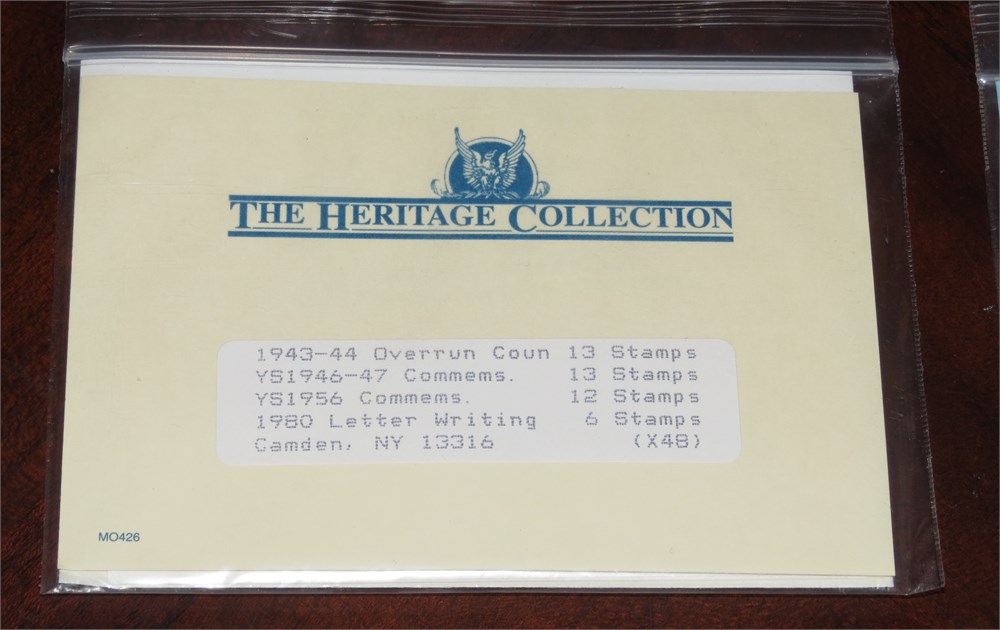 THE HERITAGE COLLECTION
1943-44 Overrun Coun 13 Stamps
YS1946-47 Commems. 13 Stamps
YS1956 Commems. 12 Stamps
1980 Letter Writing 6 Stamps
Camden, NY 13316 (X48)
MO426